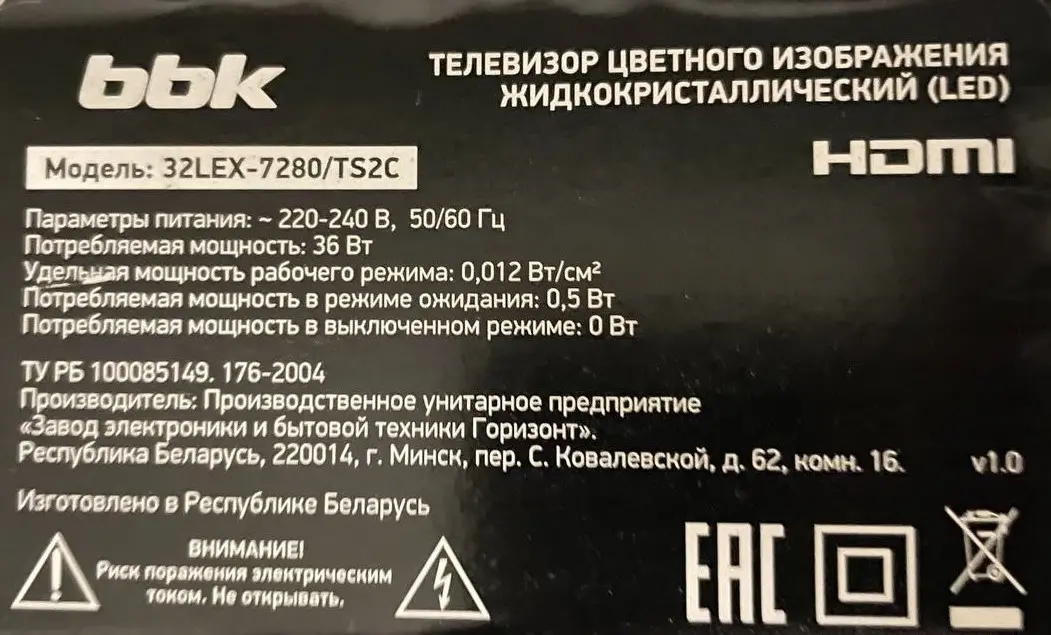 bbk
ТЕЛЕВИЗОР ЦВЕТНОГО ИЗОБРАЖЕНИЯ
ЖИДКОКРИСТАЛЛИЧЕСКИЙ (LED)
HDMI
Модель: 32LEX-7280/TS2C
Параметры питания: ~ 220-240 В, 50/60 Гц
Потребляемая мощность: 36 Вт
Удельная мощность рабочего режима: 0,012 Вт/см²
Потребляемая мощность в режиме ожидания: 0,5 Вт
Потребляемая мощность в выключенном режиме: 0 Вт
ТУ РБ 100085149. 176-2004
Производитель: Производственное унитарное предприятие
«Завод электроники и бытовой техники Горизонт».
Республика Беларусь, 220014, г. Минск, пер. С. Ковалевской, д. 62, комн. 16.
v1.0
Изготовлено в Республике Беларусь
ВНИМАНИЕ!
Риск поражения электрическим
током. Не открывать.
EAC